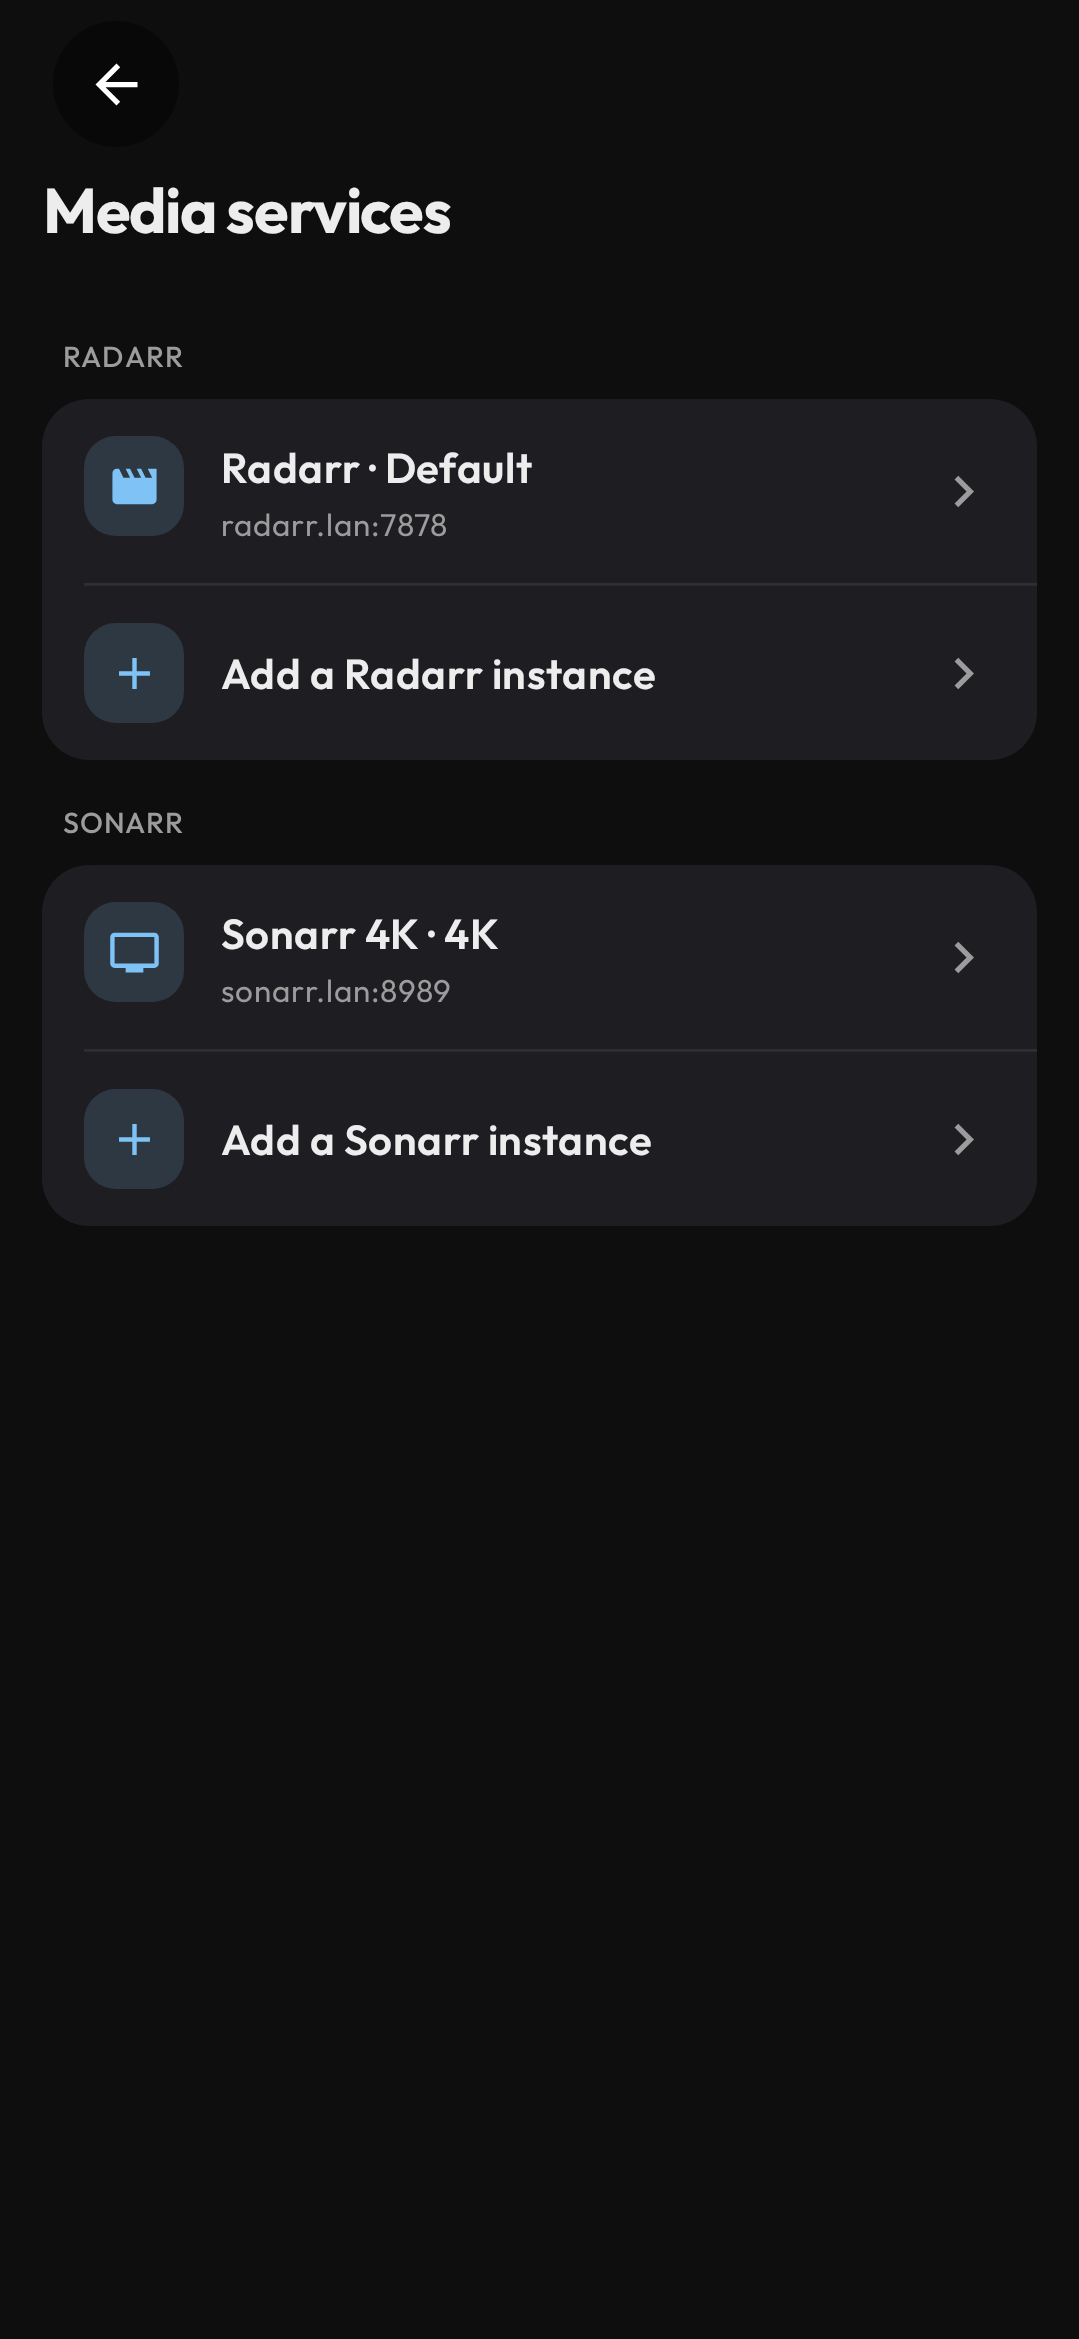 Media services
RADARR
Radarr · Default
radarr.lan:7878
Add a Radarr instance
SONARR
Sonarr 4K · 4K
sonarr.lan:8989
Add a Sonarr instance